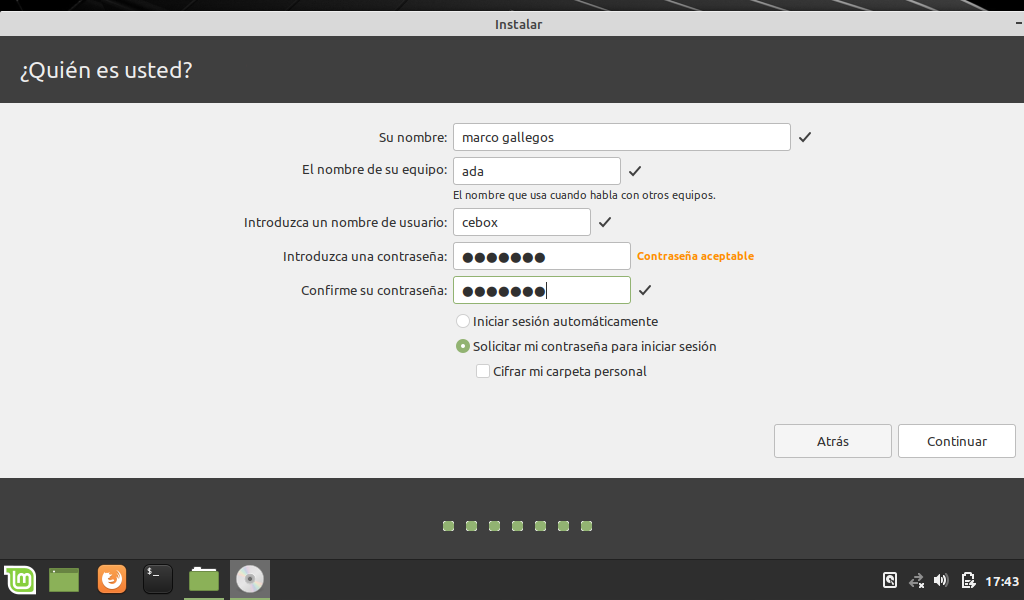 Instalar
¿Quién es usted?
Su nombre: marco gallegos
El nombre de su equipo: ada
El nombre que usa cuando habla con otros equipos.
Introduzca un nombre de usuario: cebox
Introduzca una contraseña: ●●●●●●● Contraseña aceptable
Confirme su contraseña: ●●●●●●●
Iniciar sesión automáticamente
Solicitar mi contraseña para iniciar sesión
Cifrar mi carpeta personal
Atrás Continuar
$_ 17:43